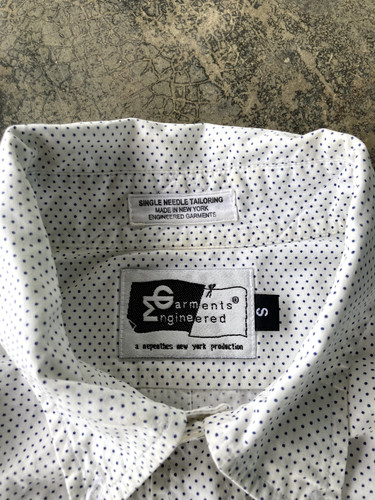 SINGLE NEEDLE TAILORING
MADE IN NEW YORK
ENGINEERED GARMENTS
Garments®
Engineered
S
a nepenthes new york production